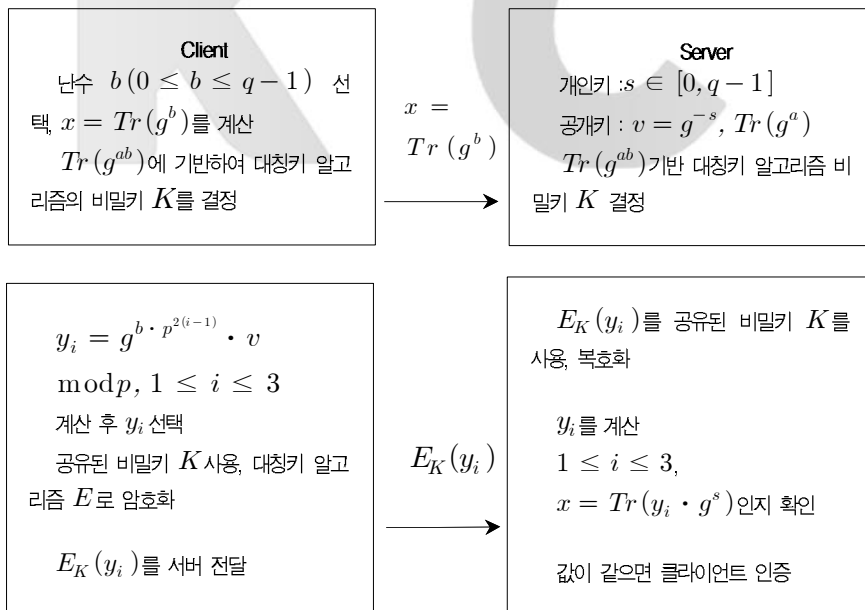 Client
난수 b(0 ≤ b ≤ q − 1) 선
택, x = Tr(g^b)를 계산
Tr(g^{ab})에 기반하여 대칭키 알고
리즘의 비밀키 K를 결정
x =
Tr(g^b)
Server
개인키 :s ∈ [0, q − 1]
공개키 : v = g^{−s}, Tr(g^a)
Tr(g^{ab})기반 대칭키 알고리즘 비
밀키 K 결정
y_i = g^{b · p^{2(i−1)}} · v
mod p, 1 ≤ i ≤ 3
계산 후 y_i 선택
공유된 비밀키 K사용, 대칭키 알고
리즘 E로 암호화
E_K(y_i)를 서버 전달
E_K(y_i)
E_K(y_i)를 공유된 비밀키 K를
사용, 복호화
y_i를 계산
1 ≤ i ≤ 3,
x = Tr(y_i · g^s)인지 확인
값이 같으면 클라이언트 인증